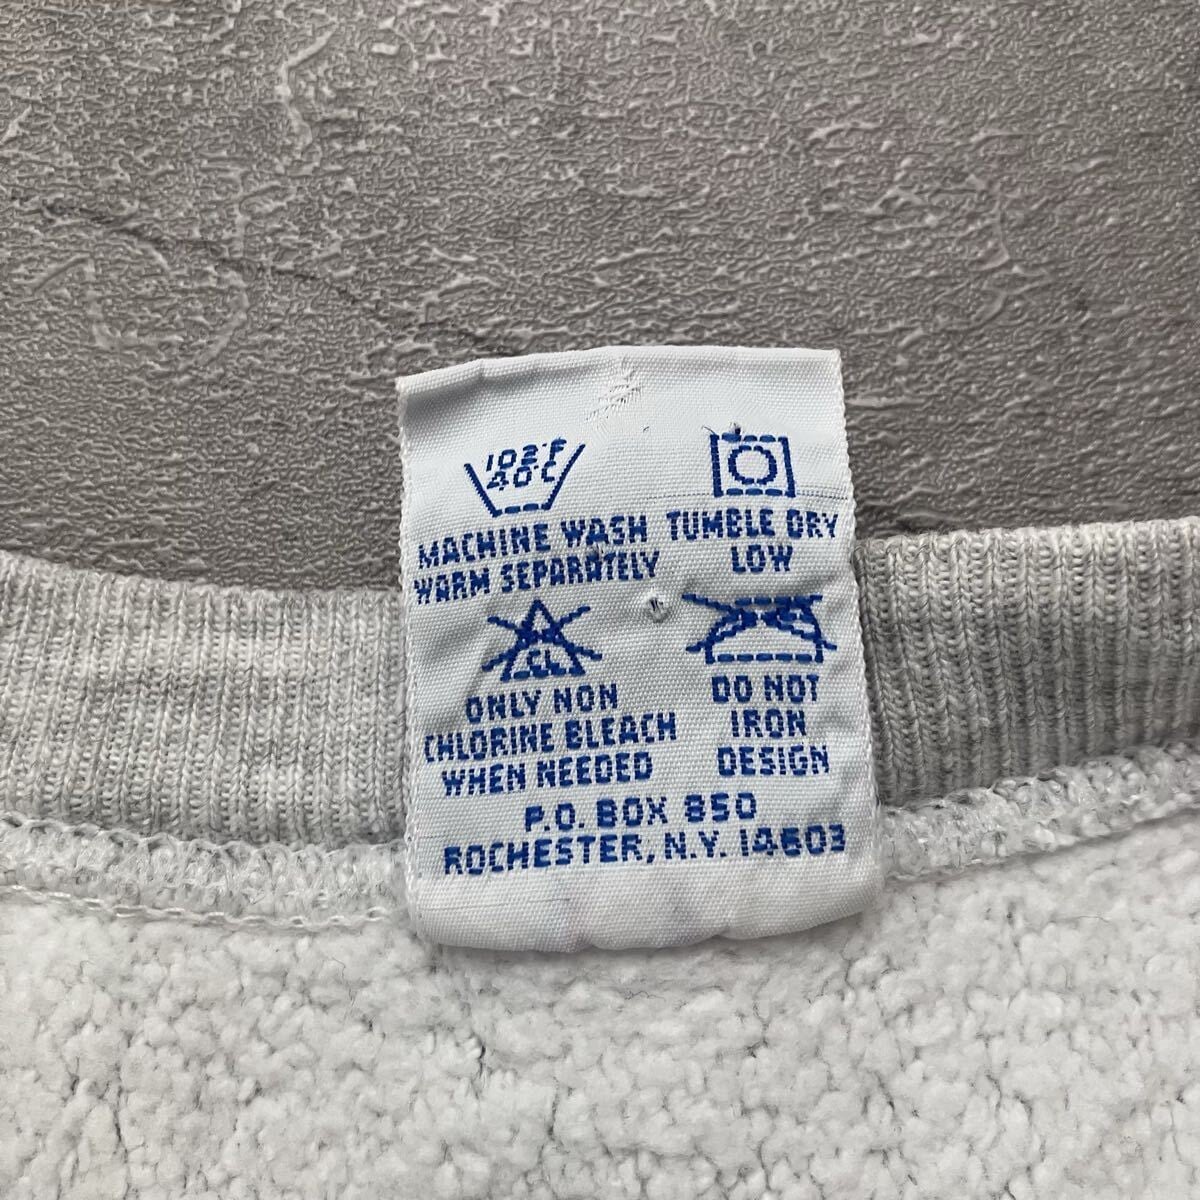 102°F
40°C
MACHINE WASH
WARM SEPARATELY
TUMBLE DRY
LOW
CL
ONLY NON
CHLORINE BLEACH
WHEN NEEDED
DO NOT
IRON
DESIGN
P.O. BOX 850
ROCHESTER, N.Y. 14603